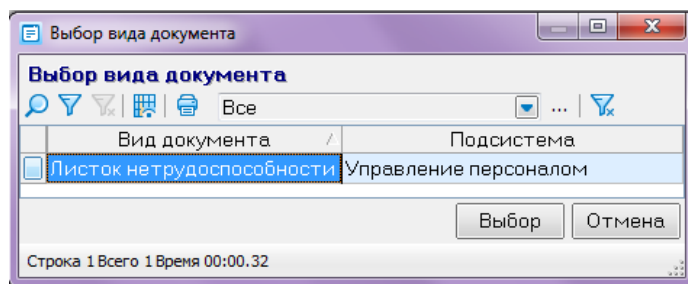 Выбор вида документа
Выбор вида документа
Все ...
Вид документа Подсистема
Листок нетрудоспособности Управление персоналом
Выбор Отмена
Строка 1 Всего 1 Время 00:00.32